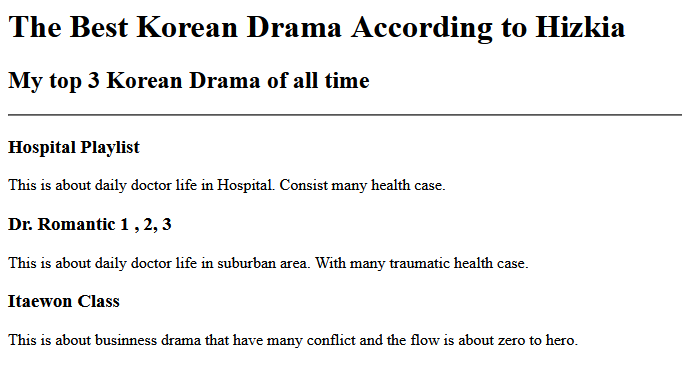 The Best Korean Drama According to Hizkia
My top 3 Korean Drama of all time
Hospital Playlist
This is about daily doctor life in Hospital. Consist many health case.
Dr. Romantic 1 , 2, 3
This is about daily doctor life in suburban area. With many traumatic health case.
Itaewon Class
This is about businness drama that have many conflict and the flow is about zero to hero.